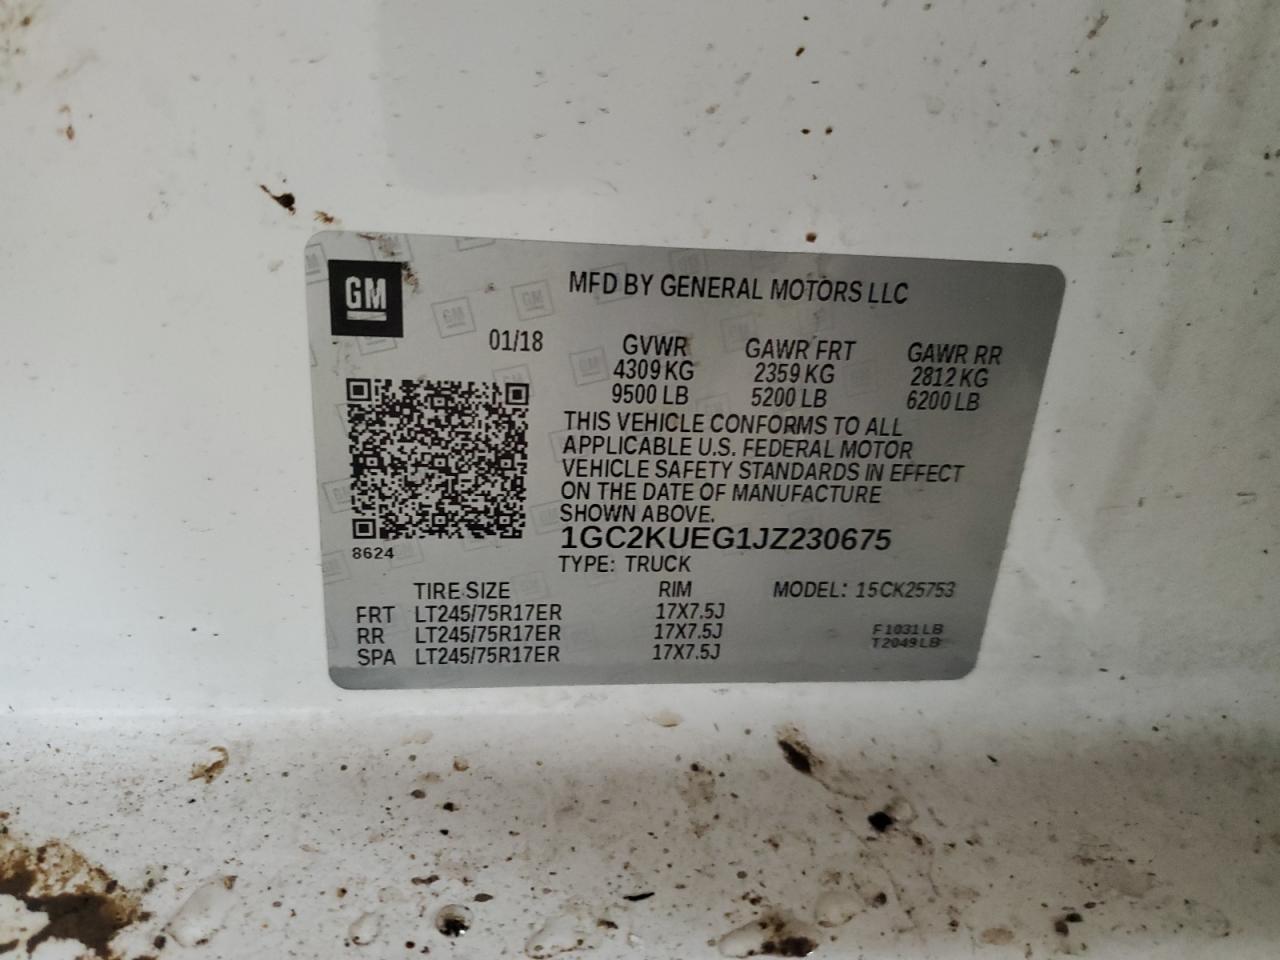 GM
MFD BY GENERAL MOTORS LLC
01/18
GVWR GAWR FRT GAWR RR
4309 KG 2359 KG 2812 KG
9500 LB 5200 LB 6200 LB
THIS VEHICLE CONFORMS TO ALL
APPLICABLE U.S. FEDERAL MOTOR
VEHICLE SAFETY STANDARDS IN EFFECT
ON THE DATE OF MANUFACTURE
SHOWN ABOVE.
1GC2KUEG1JZ230675
8624
TYPE: TRUCK
TIRE SIZE RIM MODEL: 15CK25753
FRT LT245/75R17ER 17X7.5J
RR LT245/75R17ER 17X7.5J
SPA LT245/75R17ER 17X7.5J
F1031LB
T2049LB